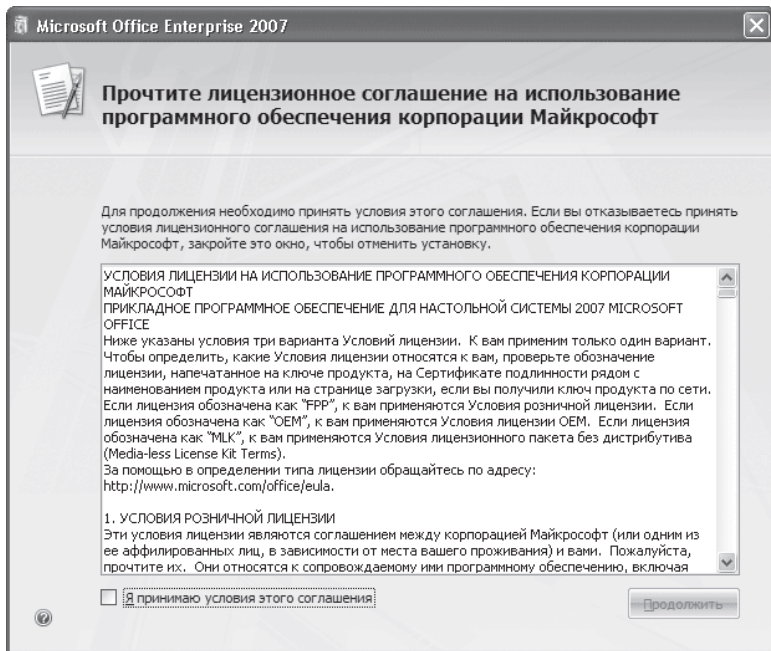 Microsoft Office Enterprise 2007
Прочтите лицензионное соглашение на использование
программного обеспечения корпорации Майкрософт
Для продолжения необходимо принять условия этого соглашения. Если вы отказываетесь принять
условия лицензионного соглашения на использование программного обеспечения корпорации
Майкрософт, закройте это окно, чтобы отменить установку.
УСЛОВИЯ ЛИЦЕНЗИИ НА ИСПОЛЬЗОВАНИЕ ПРОГРАММНОГО ОБЕСПЕЧЕНИЯ КОРПОРАЦИИ
МАЙКРОСОФТ
ПРИКЛАДНОЕ ПРОГРАММНОЕ ОБЕСПЕЧЕНИЕ ДЛЯ НАСТОЛЬНОЙ СИСТЕМЫ 2007 MICROSOFT
OFFICE
Ниже указаны условия три варианта Условий лицензии. К вам применим только один вариант.
Чтобы определить, какие Условия лицензии относятся к вам, проверьте обозначение
лицензии, напечатанное на ключе продукта, на Сертификате подлинности рядом с
наименованием продукта или на странице загрузки, если вы получили ключ продукта по сети.
Если лицензия обозначена как "FPP", к вам применяются Условия розничной лицензии. Если
лицензия обозначена как "OEM", к вам применяются Условия лицензии OEM. Если лицензия
обозначена как "MLK", к вам применяются Условия лицензионного пакета без дистрибутива
(Media-less License Kit Terms).
За помощью в определении типа лицензии обращайтесь по адресу:
http://www.microsoft.com/office/eula.
1. УСЛОВИЯ РОЗНИЧНОЙ ЛИЦЕНЗИИ
Эти условия лицензии являются соглашением между корпорацией Майкрософт (или одним из
ее аффилированных лиц, в зависимости от места вашего проживания) и вами. Пожалуйста,
прочтите их. Они относятся к сопровождаемому ими программному обеспечению, включая
Я принимаю условия этого соглашения
Продолжить